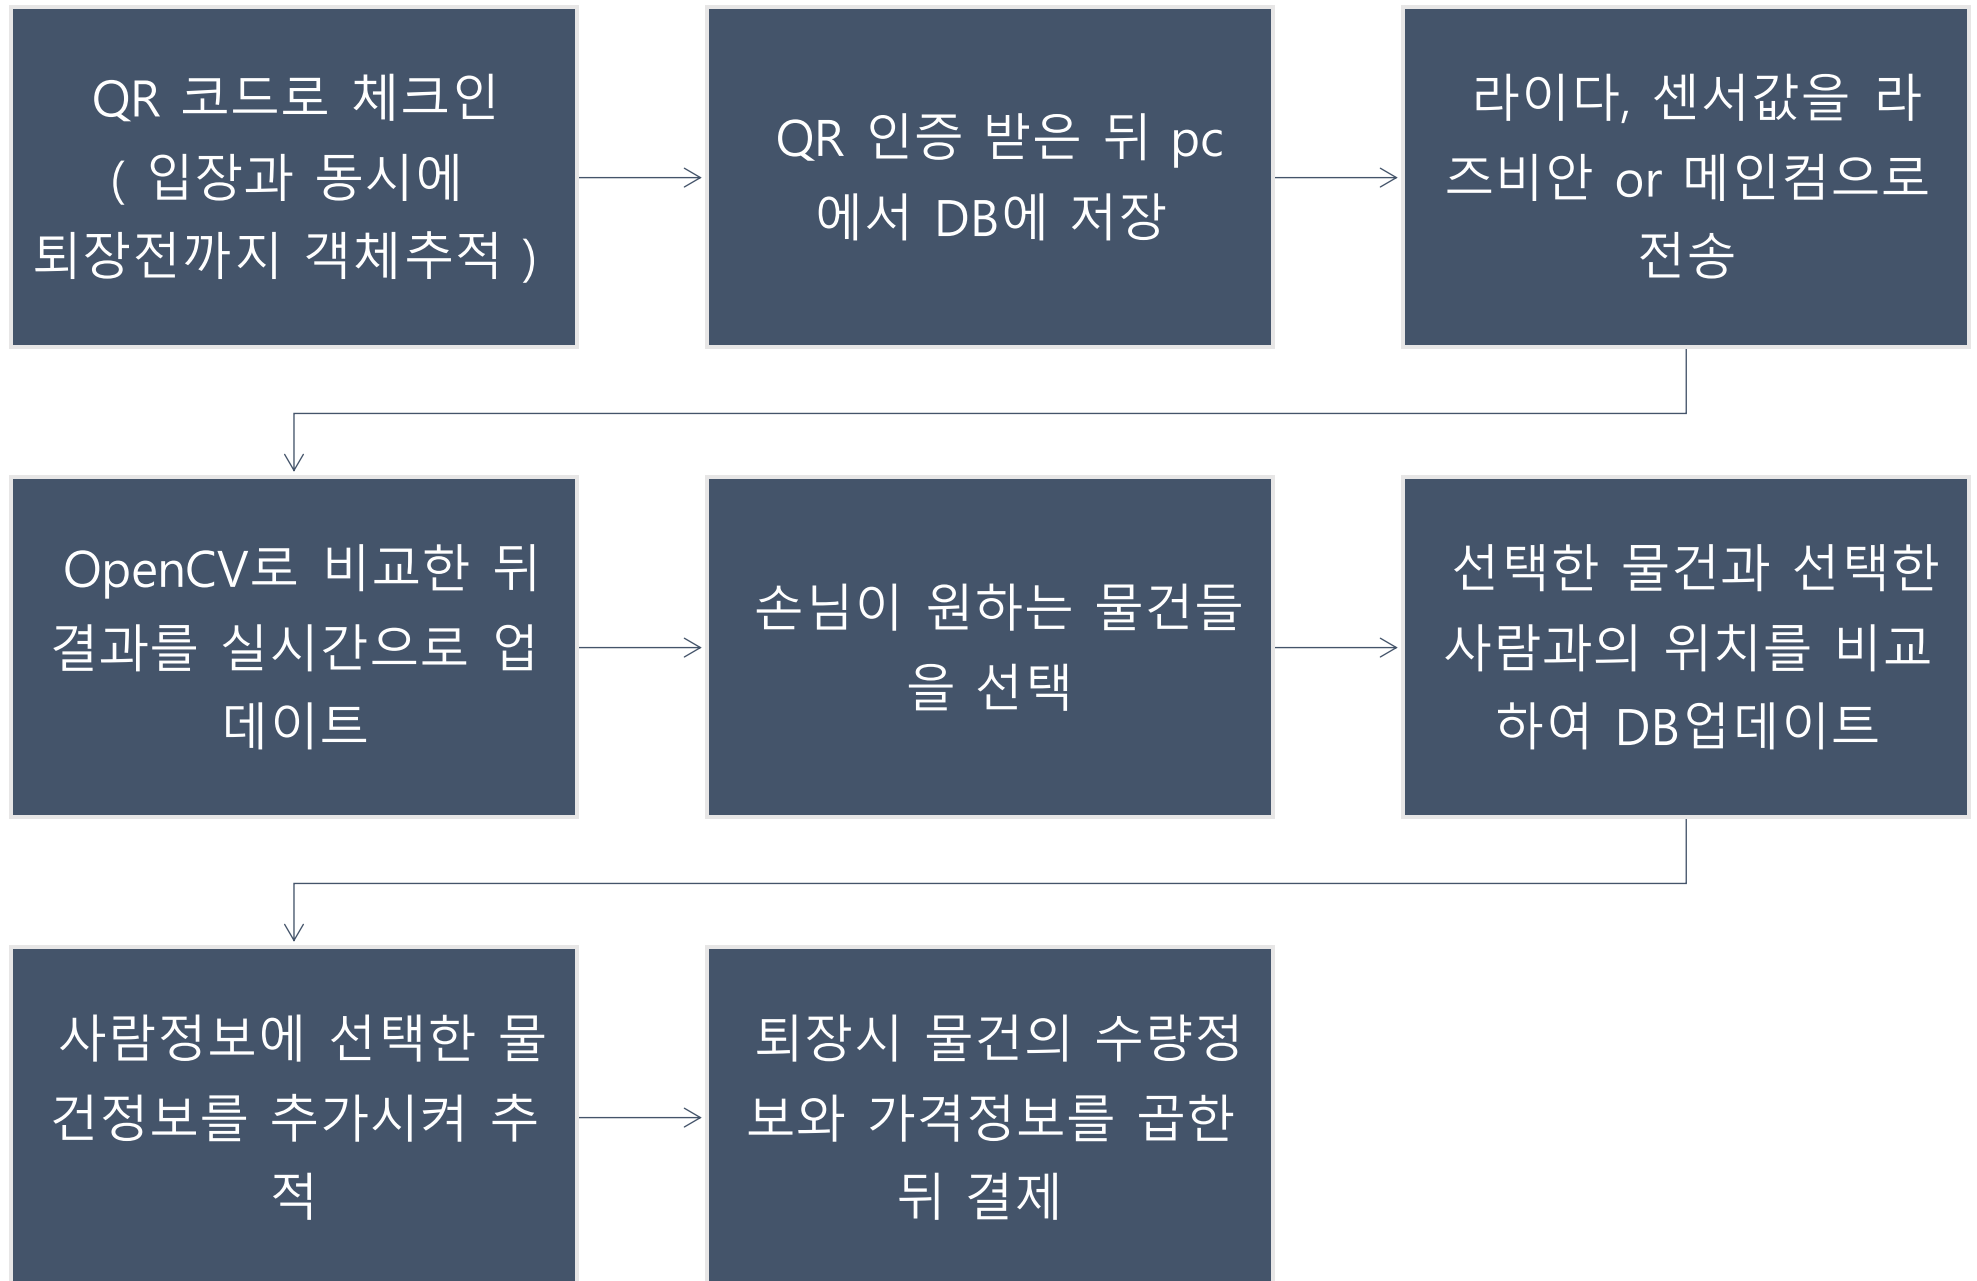 QR 코드로 체크인
( 입장과 동시에
퇴장전까지 객체추적 )
QR 인증 받은 뒤 pc
에서 DB에 저장
라이다, 센서값을 라
즈비안 or 메인컴으로
전송
OpenCV로 비교한 뒤
결과를 실시간으로 업
데이트
손님이 원하는 물건들
을 선택
선택한 물건과 선택한
사람과의 위치를 비교
하여 DB업데이트
사람정보에 선택한 물
건정보를 추가시켜 추
적
퇴장시 물건의 수량정
보와 가격정보를 곱한
뒤 결제